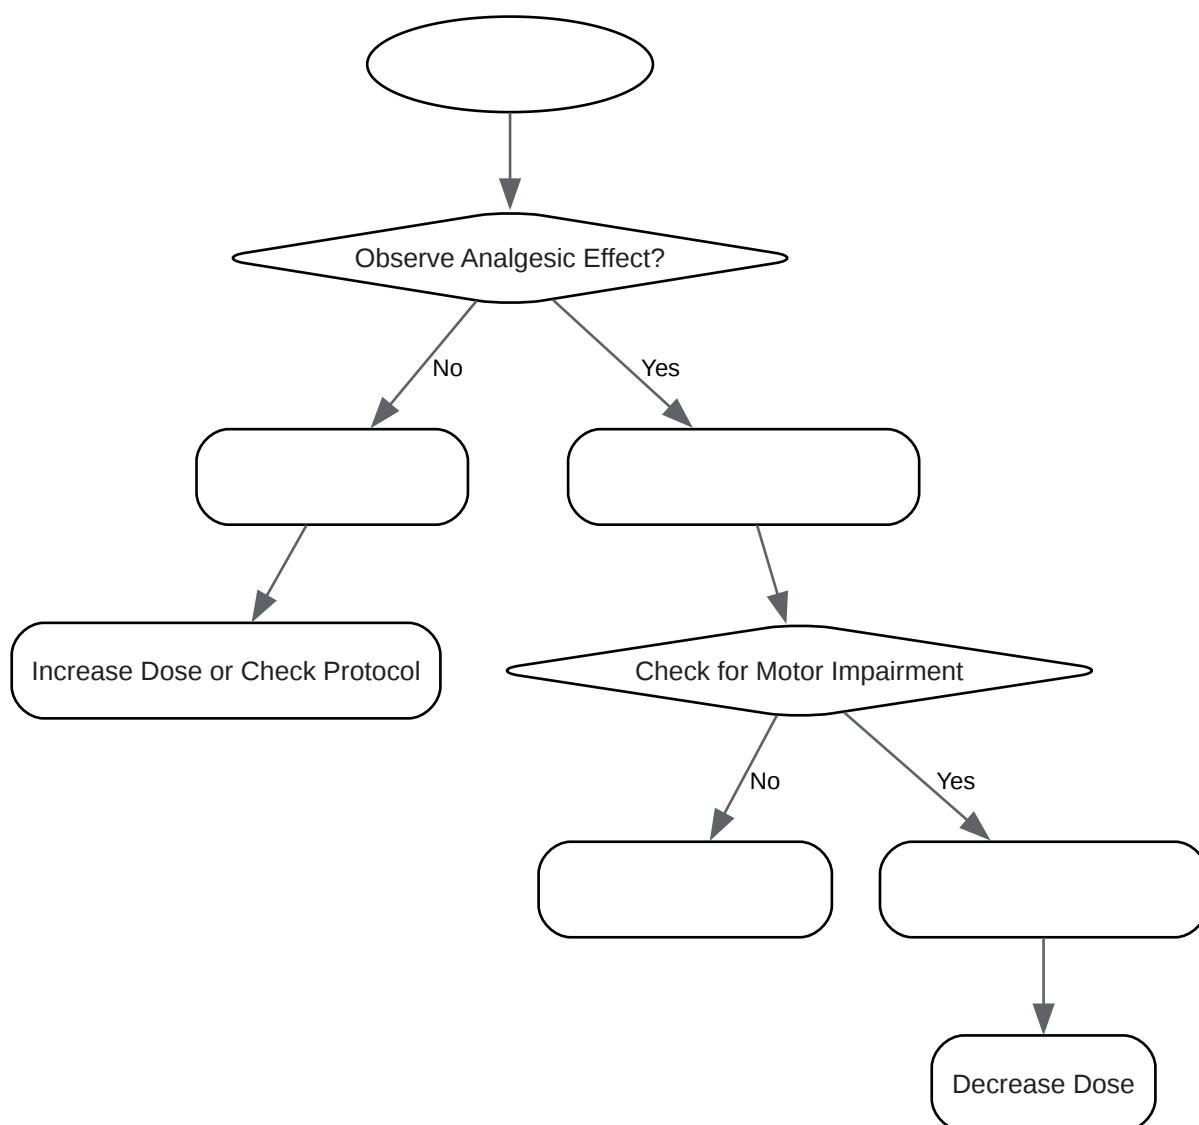 Observe Analgesic Effect?
No
Yes
Increase Dose or Check Protocol
Check for Motor Impairment
No
Yes
Decrease Dose